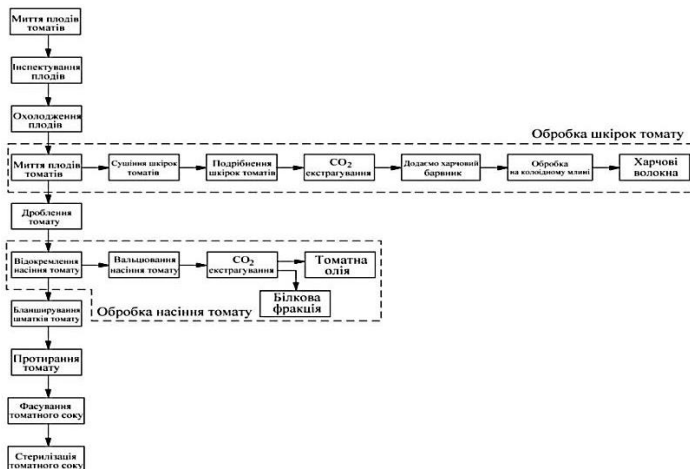 Миття плодів
томатів
Інспектування
плодів
Охолодження
плодів
Обробка шкірок томату
Миття плодів
томатів
Сушіння шкірок
томатів
Подрібнення
шкірок томатів
CO2
екстрагування
Додаємо харчовий
барвник
Обробка
на колоїдному млині
Харчові
волокна
Дроблення
томату
Відокремлення
насіння томату
Вальцювання
насіння томату
CO2
екстрагування
Томатна
олія
Білкова
фракція
Обробка насіння томату
Бланширування
шматків томату
Протирання
томату
Фасування
томатного соку
Стерилізація
томатного соку